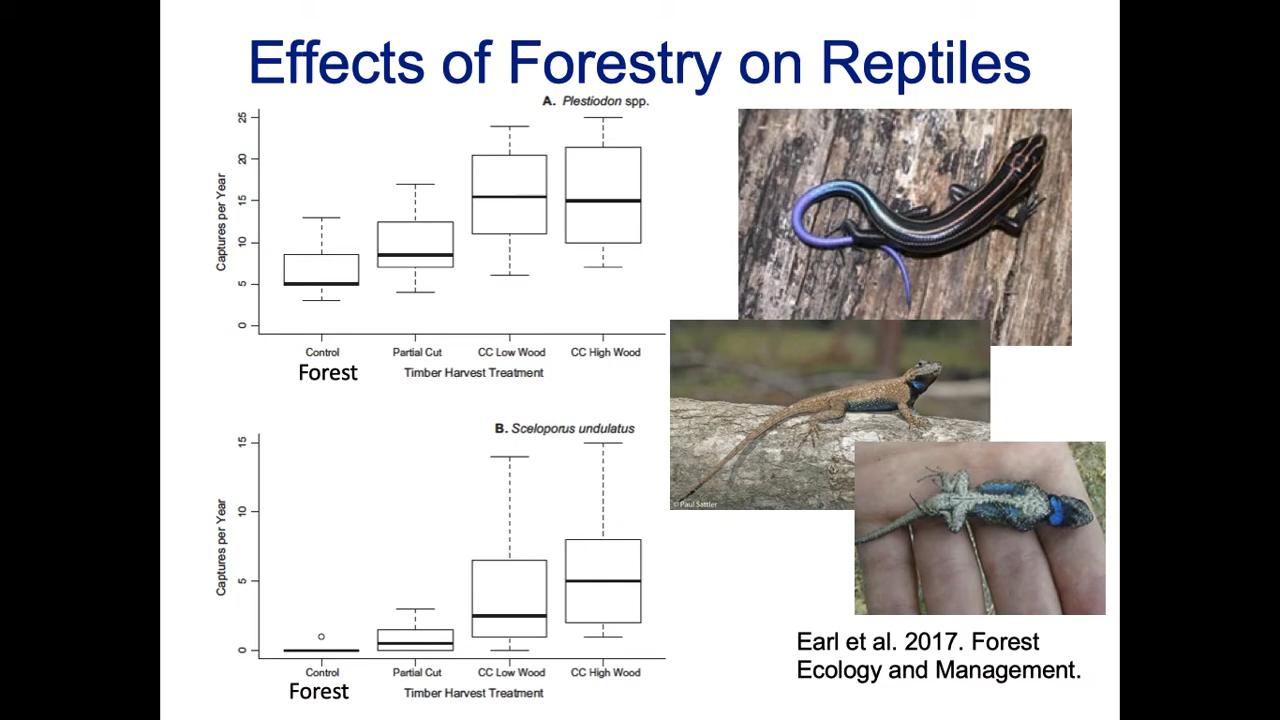 Effects of Forestry on Reptiles
A. Plestiodon spp.
Captures per Year
25
20
15
10
5
0
Control
Partial Cut
CC Low Wood
CC High Wood
Forest
Timber Harvest Treatment
B. Sceloporus undulatus
Captures per Year
15
10
5
0
Control
Partial Cut
CC Low Wood
CC High Wood
Forest
Timber Harvest Treatment
© Paul Sattler
Earl et al. 2017. Forest
Ecology and Management.